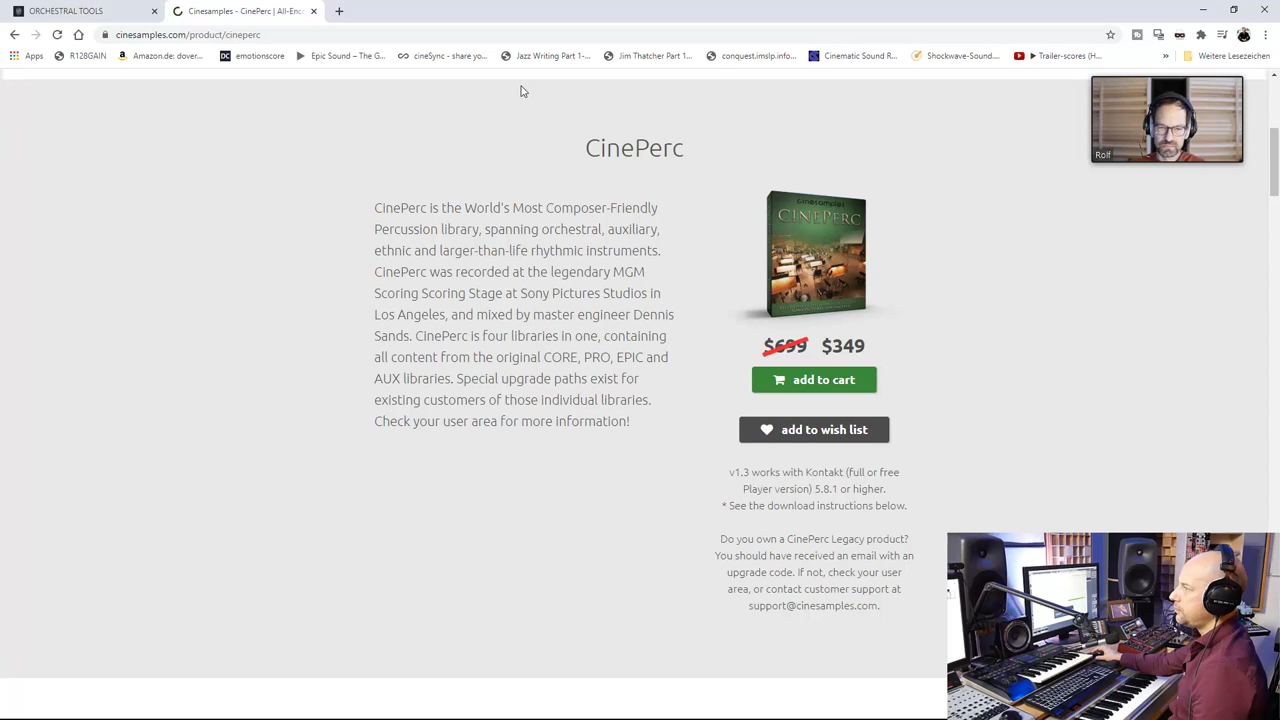 ORCHESTRAL TOOLS
Cinesamples - CinePerc | All-Enc
cinesamples.com/product/cineperc
Apps
R128GAIN
Amazon.de: dover...
emotionscore
Epic Sound – The G...
cineSync - share yo...
Jazz Writing Part 1-...
Jim Thatcher Part 1...
conquest.imslp.info...
Cinematic Sound R...
Shockwave-Sound....
Trailer-scores (H...
Weitere Lesezeichen
Rolf
CinePerc
CinePerc is the World's Most Composer-Friendly
Percussion library, spanning orchestral, auxiliary,
ethnic and larger-than-life rhythmic instruments.
CinePerc was recorded at the legendary MGM
Scoring Scoring Stage at Sony Pictures Studios in
Los Angeles, and mixed by master engineer Dennis
Sands. CinePerc is four libraries in one, containing
all content from the original CORE, PRO, EPIC and
AUX libraries. Special upgrade paths exist for
existing customers of those individual libraries.
Check your user area for more information!
cinesamples
CINEPERC
$699 $349
add to cart
add to wish list
v1.3 works with Kontakt (full or free
Player version) 5.8.1 or higher.
* See the download instructions below.
Do you own a CinePerc Legacy product?
You should have received an email with an
upgrade code. If not, check your user
area, or contact customer support at
support@cinesamples.com.